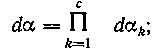 dα = ∏_{k=1}^{c} dα_k;